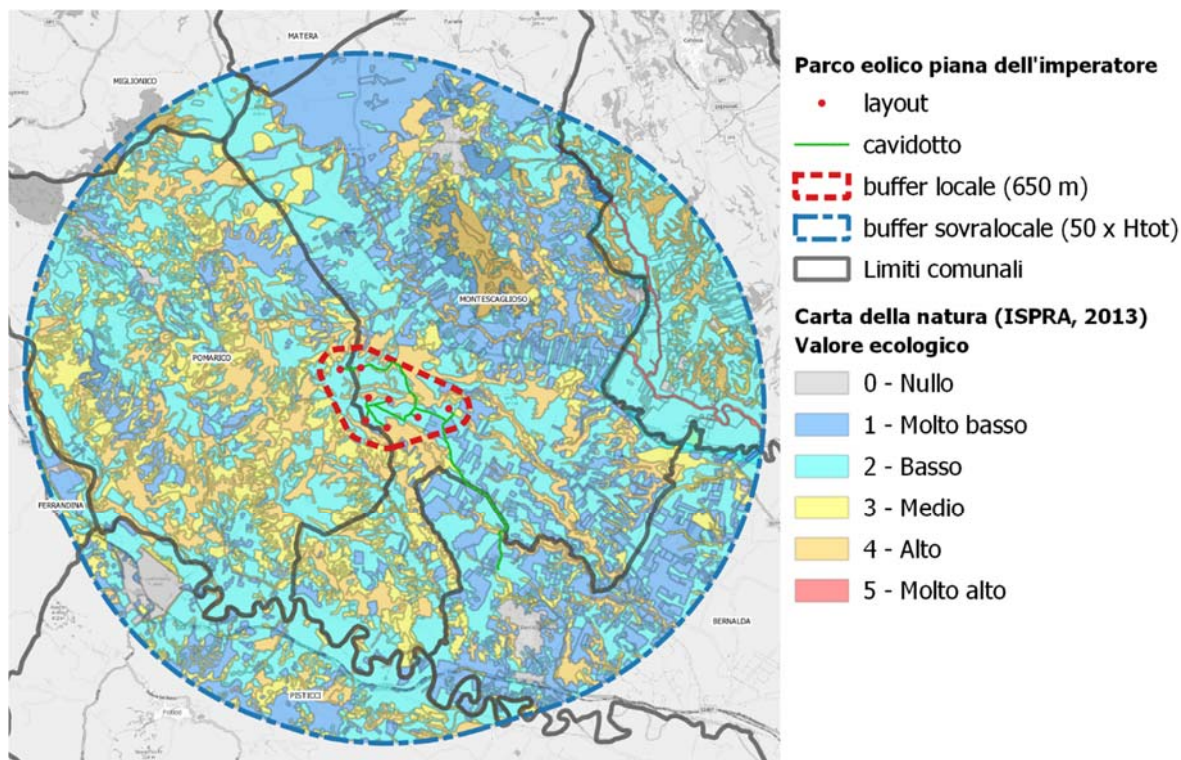 MATERA
MIGLIONICO
MONTESCAGLIOSO
POMARICO
FERRANDINA
BERNALDA
PISTICCI
Parco eolico piana dell'imperatore
layout
cavidotto
buffer locale (650 m)
buffer sovralocale (50 x Htot)
Limiti comunali
Carta della natura (ISPRA, 2013)
Valore ecologico
0 - Nullo
1 - Molto basso
2 - Basso
3 - Medio
4 - Alto
5 - Molto alto